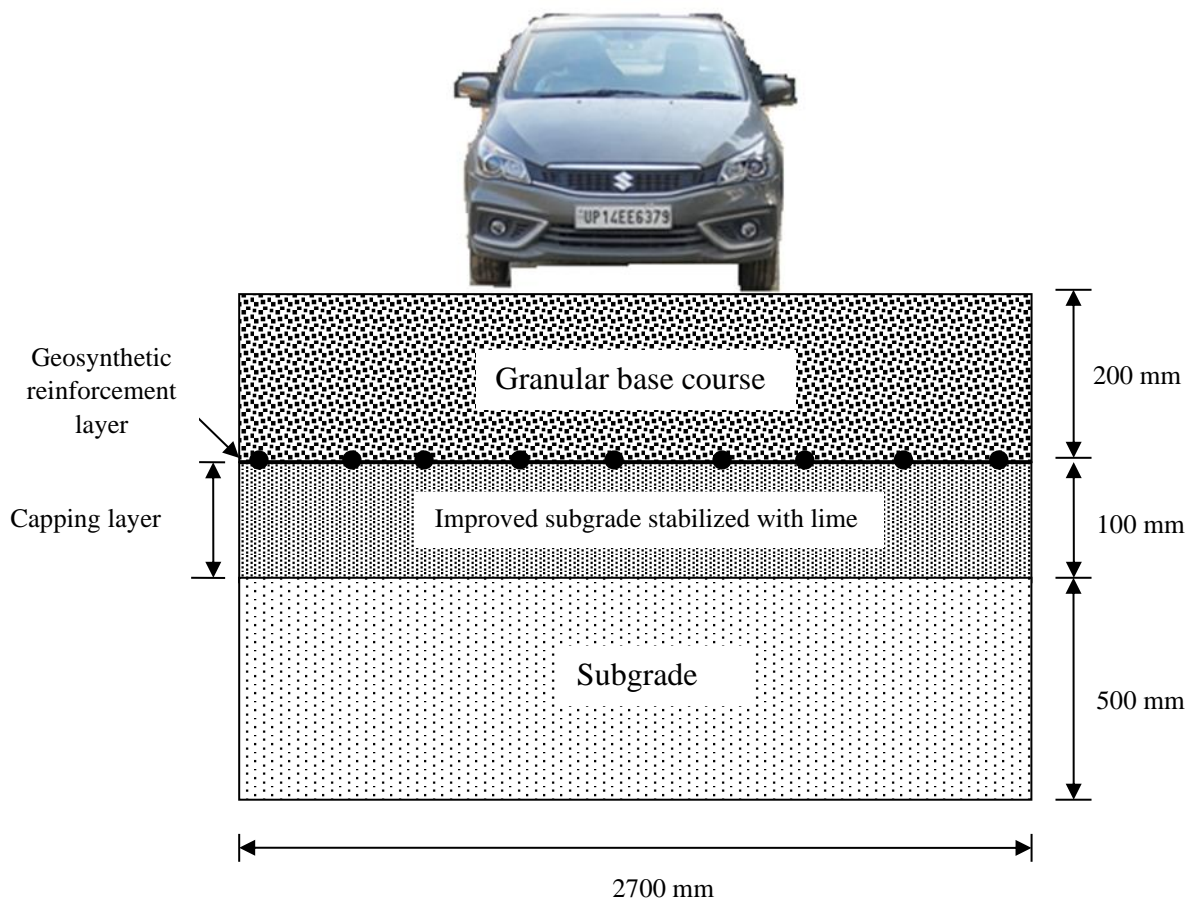 UP14EE6379
Geosynthetic
reinforcement
layer
Granular base course
200 mm
Capping layer
Improved subgrade stabilized with lime
100 mm
Subgrade
500 mm
2700 mm